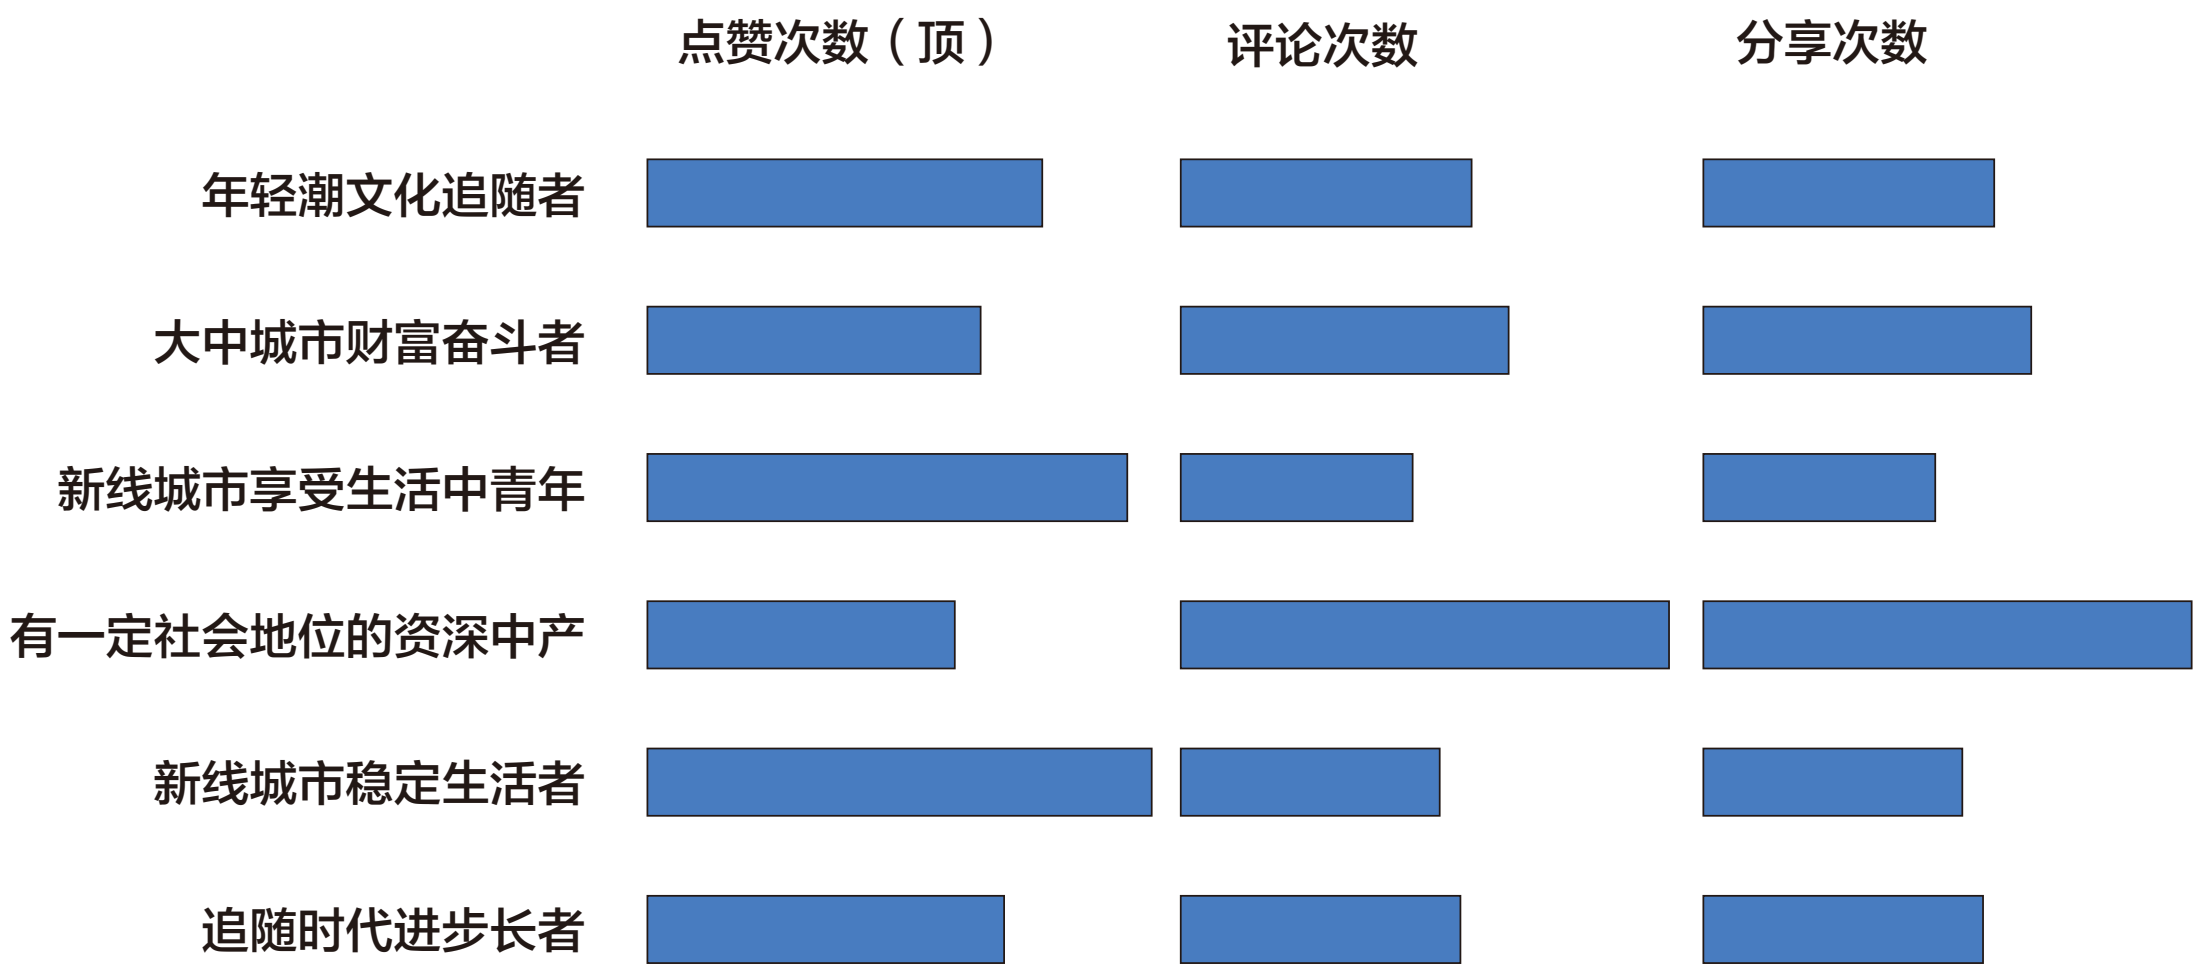 点赞次数（顶）
评论次数
分享次数
年轻潮文化追随者
大中城市财富奋斗者
新线城市享受生活中青年
有一定社会地位的资深中产
新线城市稳定生活者
追随时代进步长者